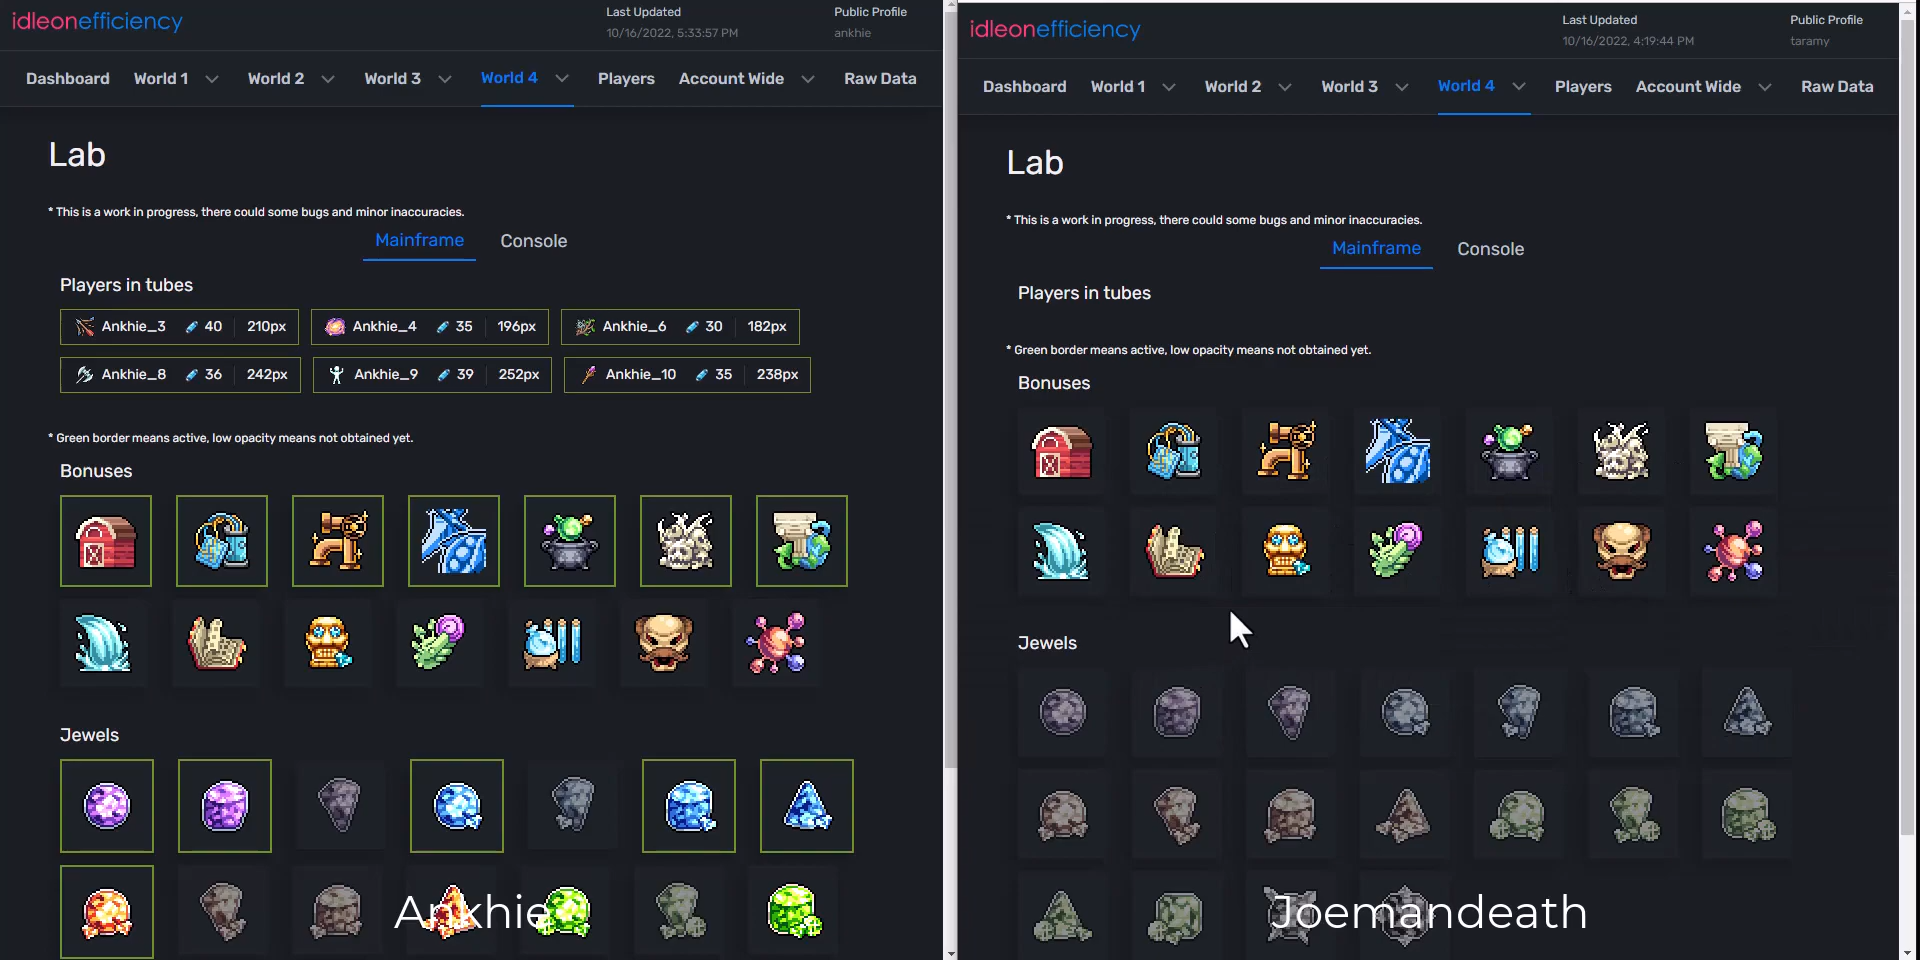 idleonefficiency
Last Updated
10/16/2022, 5:33:57 PM
Public Profile
ankhie
Dashboard World 1 World 2 World 3 World 4 Players Account Wide Raw Data
Lab
* This is a work in progress, there could some bugs and minor inaccuracies.
Mainframe Console
Players in tubes
Ankhie_3 40 210px
Ankhie_4 35 196px
Ankhie_6 30 182px
Ankhie_8 36 242px
Ankhie_9 39 252px
Ankhie_10 35 238px
* Green border means active, low opacity means not obtained yet.
Bonuses
Jewels
Ankhie
idleonefficiency
Last Updated
10/16/2022, 4:19:44 PM
Public Profile
taramy
Dashboard World 1 World 2 World 3 World 4 Players Account Wide Raw Data
Lab
* This is a work in progress, there could some bugs and minor inaccuracies.
Mainframe Console
Players in tubes
* Green border means active, low opacity means not obtained yet.
Bonuses
Jewels
Joemandeath